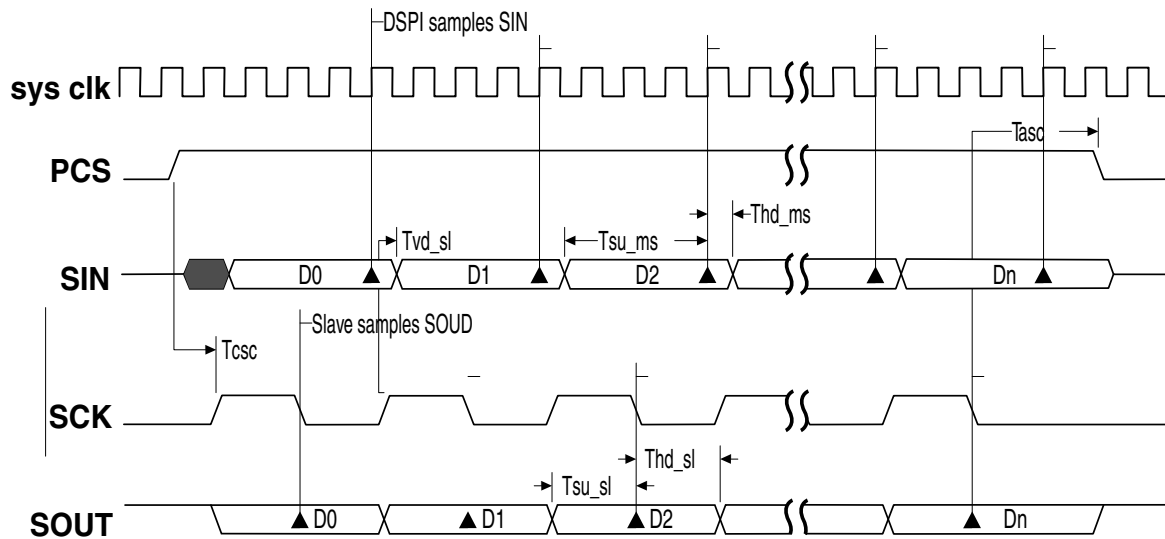 DSPI samples SIN
sys clk
Tasc
PCS
Thd_ms
Tvd_sl
Tsu_ms
SIN
D0
D1
D2
Dn
Slave samples SOUD
Tcsc
SCK
Thd_sl
Tsu_sl
SOUT
D0
D1
D2
Dn